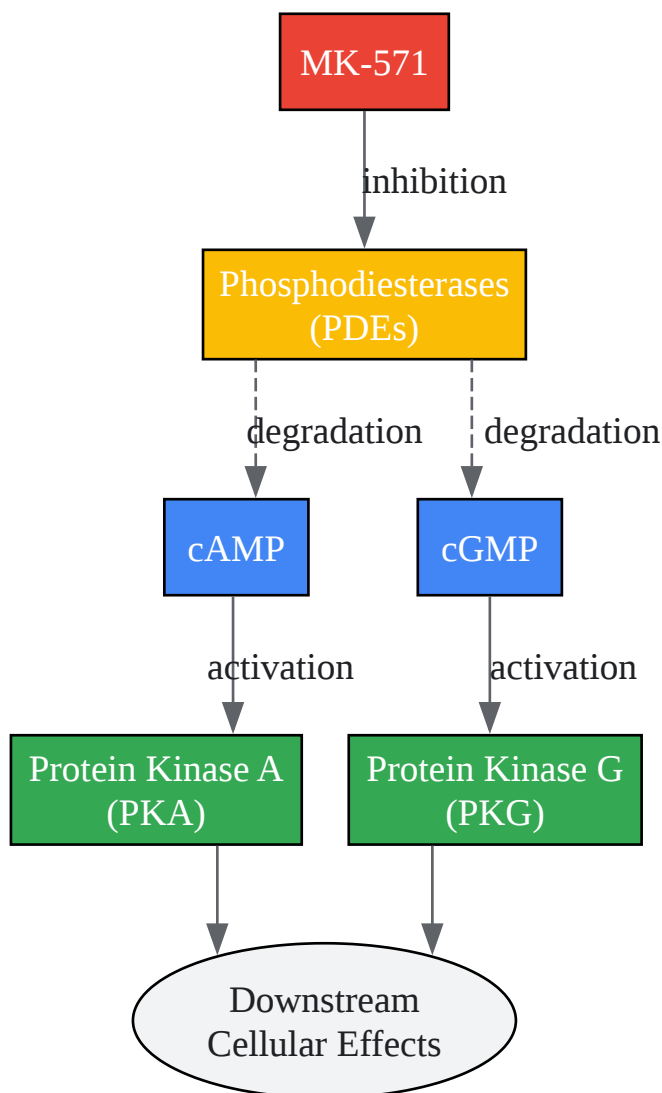 MK-571
inhibition
Phosphodiesterases
(PDEs)
degradation
degradation
cAMP
cGMP
activation
activation
Protein Kinase A
(PKA)
Protein Kinase G
(PKG)
Downstream
Cellular Effects